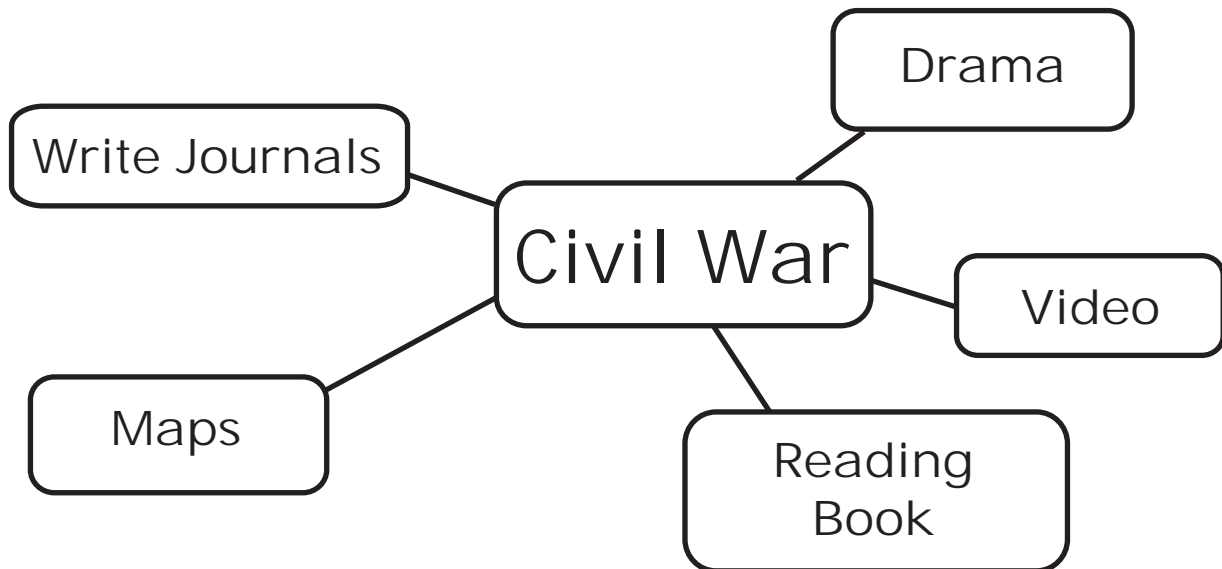 Drama
Write Journals
Civil War
Video
Maps
Reading
Book